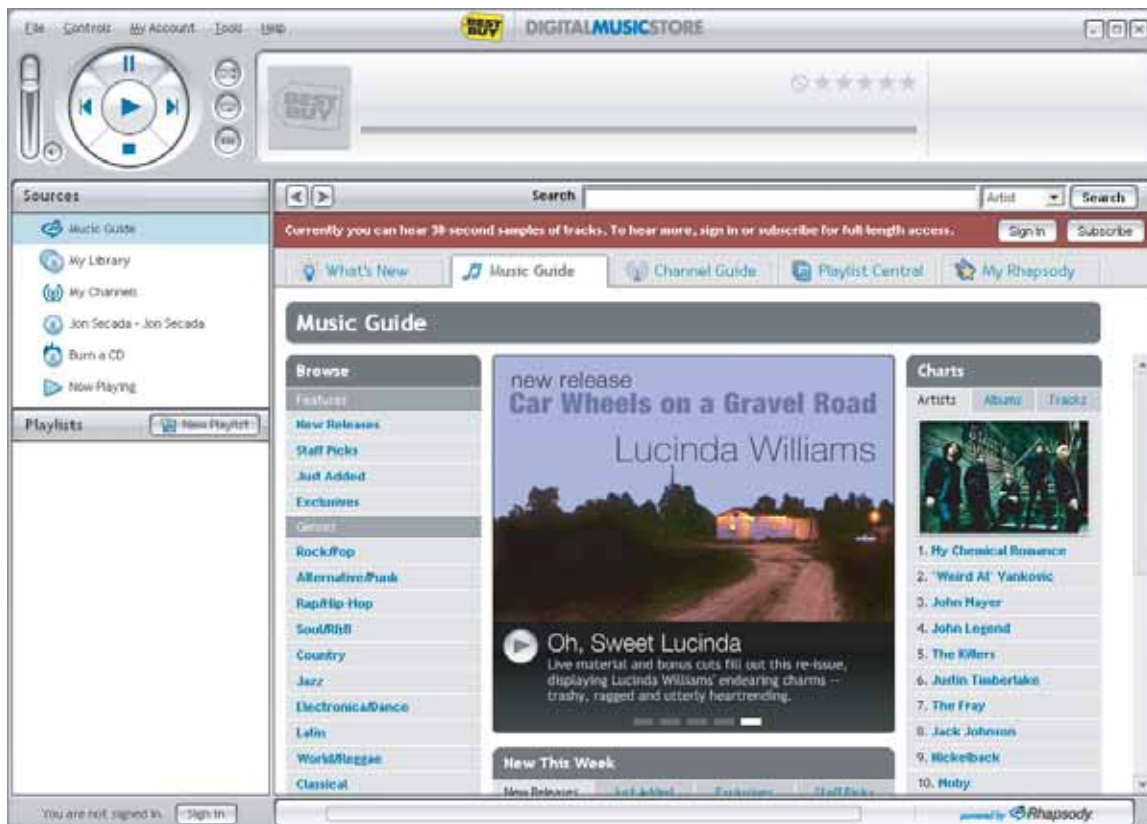 File Controls My Account Tools Help
BEST BUY DIGITALMUSICSTORE
BEST BUY
Sources
Search
Artist
Search
Music Guide
Currently you can hear 30 second samples of tracks. To hear more, sign in or subscribe for full-length access.
Sign In
Subscribe
My Library
My Channels
Jon Secada - Jon Secada
Burn a CD
Now Playing
What's New
Music Guide
Channel Guide
Playlist Central
My Rhapsody
Playlists
New Playlist
Music Guide
Browse
Features
New Releases
Staff Picks
Just Added
Exclusives
Genres
Rock/Pop
Alternative/Punk
Rap/Hip-Hop
Soul/R&B
Country
Jazz
Electronica/Dance
Latin
World/Reggae
Classical
new release
Car Wheels on a Gravel Road
Lucinda Williams
Oh, Sweet Lucinda
Live material and bonus cuts fill out this re-issue,
displaying Lucinda Williams' endearing charms --
trashy, ragged and utterly heartrending.
New This Week
New Releases
Just Added
Exclusives
Staff Picks
Charts
Artists
Albums
Tracks
1. My Chemical Romance
2. 'Weird Al' Yankovic
3. John Mayer
4. John Legend
5. The Killers
6. Justin Timberlake
7. The Fray
8. Jack Johnson
9. Nickelback
10. Moby
You are not signed in.
Sign In
powered by Rhapsody